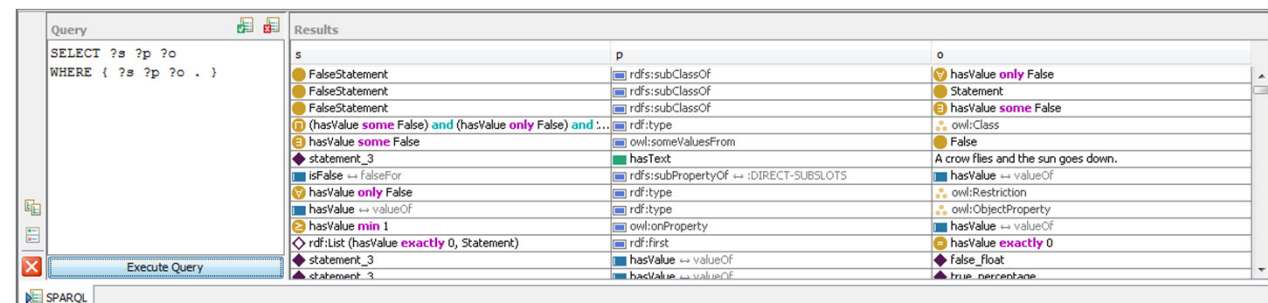 Query
SELECT ?s ?p ?o
WHERE { ?s ?p ?o . }
Execute Query
SPARQL
Results
s p o
FalseStatement rdfs:subClassOf hasValue only False
FalseStatement rdfs:subClassOf Statement
FalseStatement rdfs:subClassOf hasValue some False
(hasValue some False) and (hasValue only False) and :... rdf:type owl:Class
hasValue some False owl:someValuesFrom False
statement_3 hasText A crow flies and the sun goes down.
isFalse ↔ falseFor rdfs:subPropertyOf ↔ :DIRECT-SUBSLOTS hasValue ↔ valueOf
hasValue only False rdf:type owl:Restriction
hasValue ↔ valueOf rdf:type owl:ObjectProperty
hasValue min 1 owl:onProperty hasValue ↔ valueOf
rdf:List (hasValue exactly 0, Statement) rdf:first hasValue exactly 0
statement_3 hasValue ↔ valueOf false_float
statement_3 hasValue ↔ valueOf true_percentage